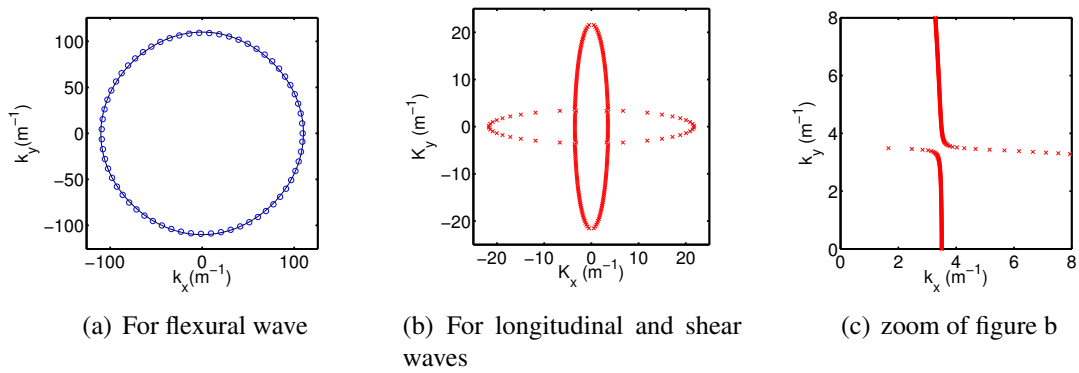 100
50
0
−50
−100
k_y(m⁻¹)
−100 0 100
k_x(m⁻¹)
20
10
0
−10
−20
K_y (m⁻¹)
−20 −10 0 10 20
K_x (m⁻¹)
8
6
4
2
0
k_y (m⁻¹)
0 2 4 6 8
k_x (m⁻¹)
(a) For flexural wave
(b) For longitudinal and shear
waves
(c) zoom of figure b